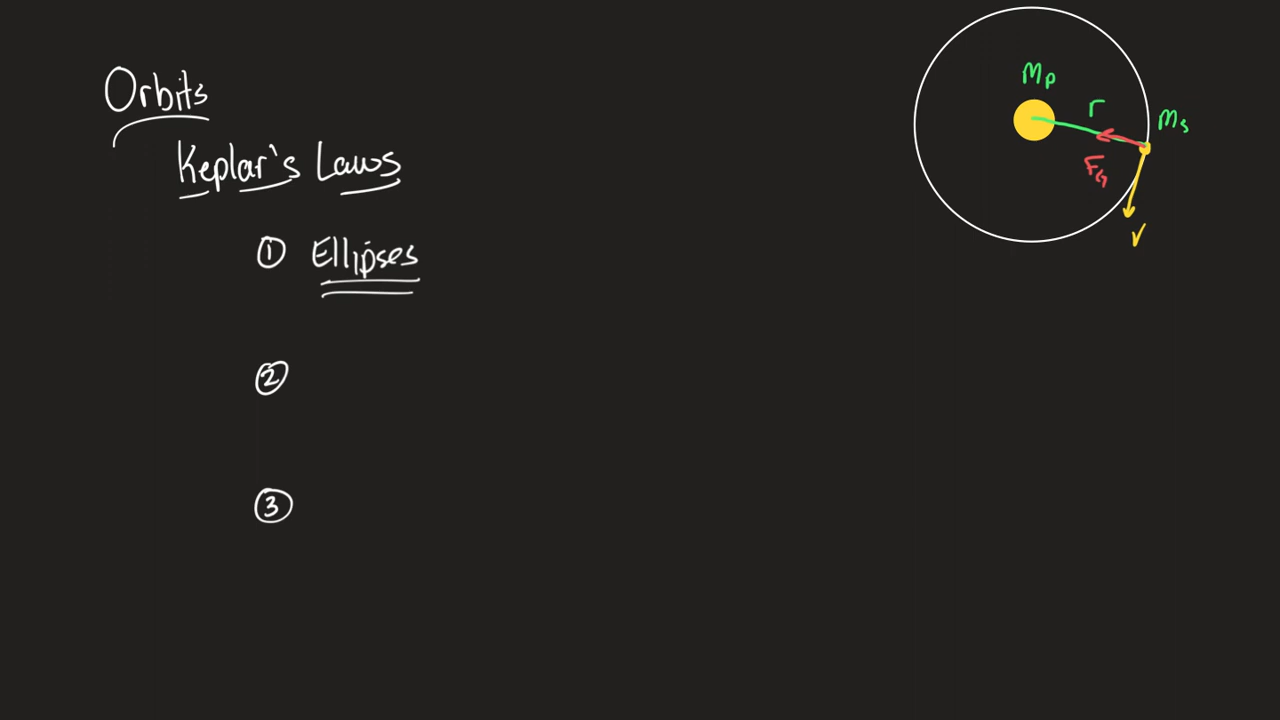 Orbits
Keplar's Laws
① Ellipses
②
③
Mp
r
Ms
FG
v